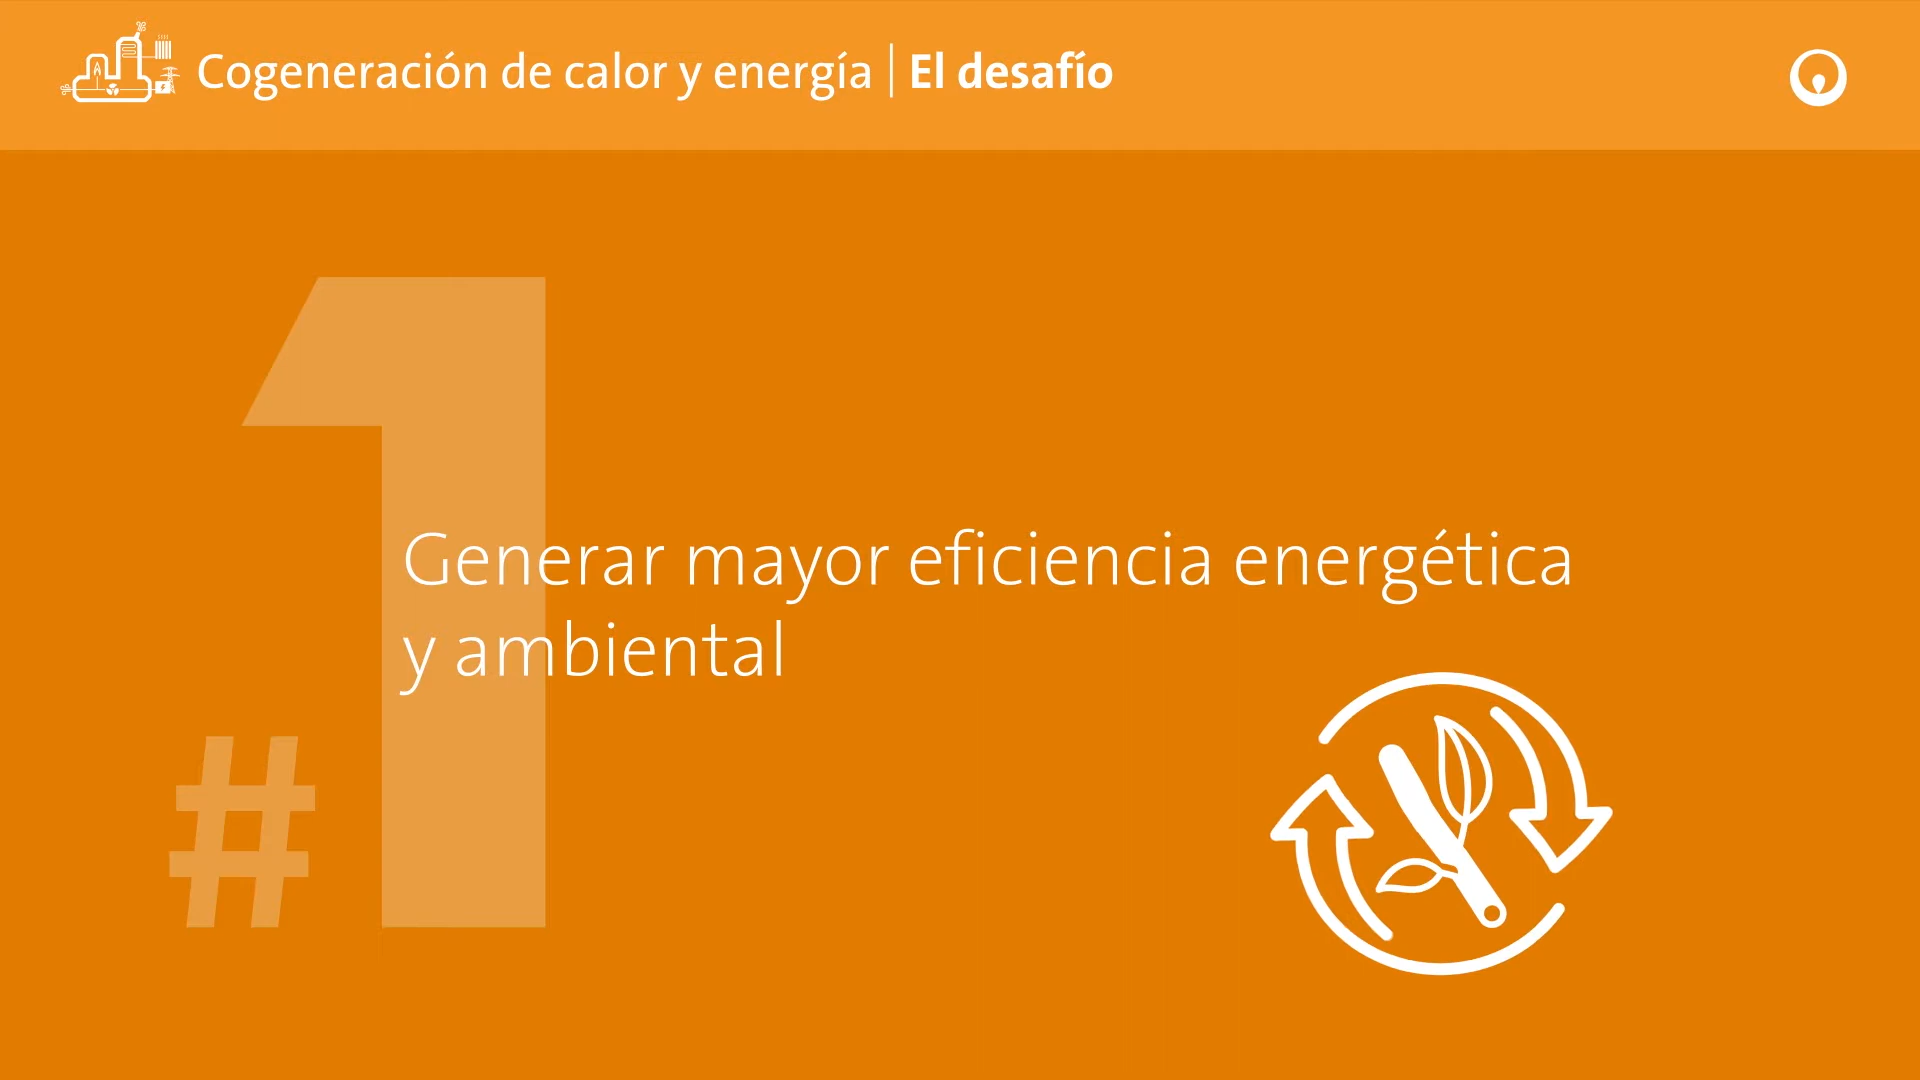 Cogeneración de calor y energía | El desafío
#1
Generar mayor eficiencia energética
y ambiental